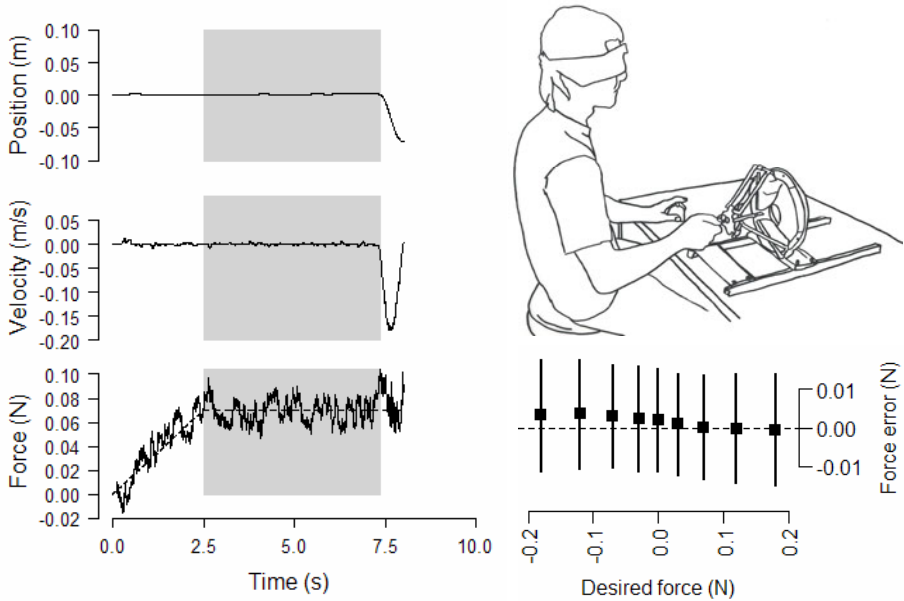 Position (m)
0.10
0.05
0.00
-0.05
-0.10
Velocity (m/s)
0.05
0.00
-0.05
-0.10
-0.15
-0.20
Force (N)
0.10
0.08
0.06
0.04
0.02
0.00
-0.02
0.0 2.5 5.0 7.5 10.0
Time (s)
0.01
0.00
-0.01
Force error (N)
-0.2 -0.1 0.0 0.1 0.2
Desired force (N)